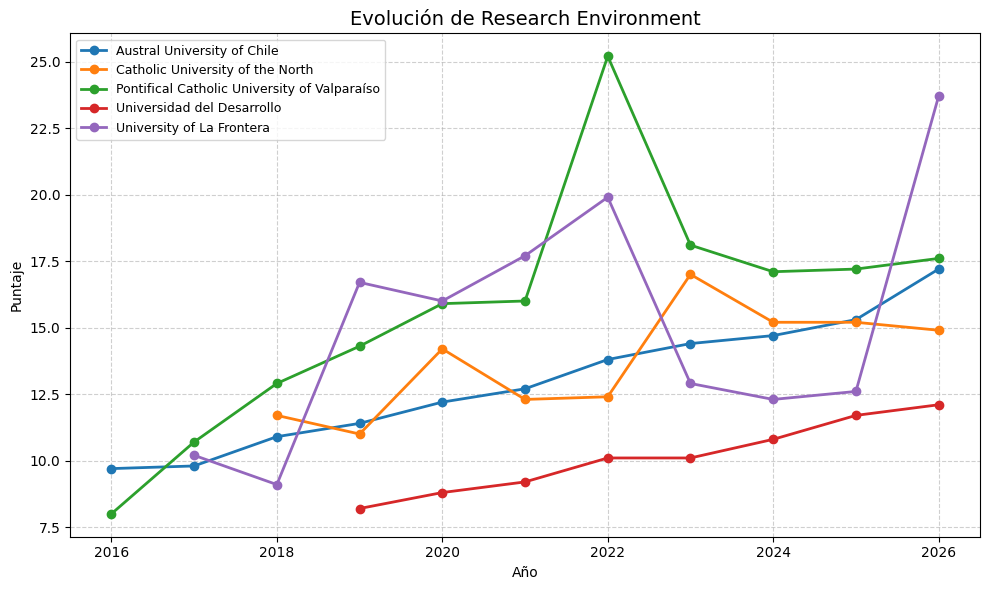 Evolución de Research Environment
Austral University of Chile
Catholic University of the North
Pontifical Catholic University of Valparaíso
Universidad del Desarrollo
University of La Frontera
Puntaje
25.0
22.5
20.0
17.5
15.0
12.5
10.0
7.5
2016 2018 2020 2022 2024 2026
Año